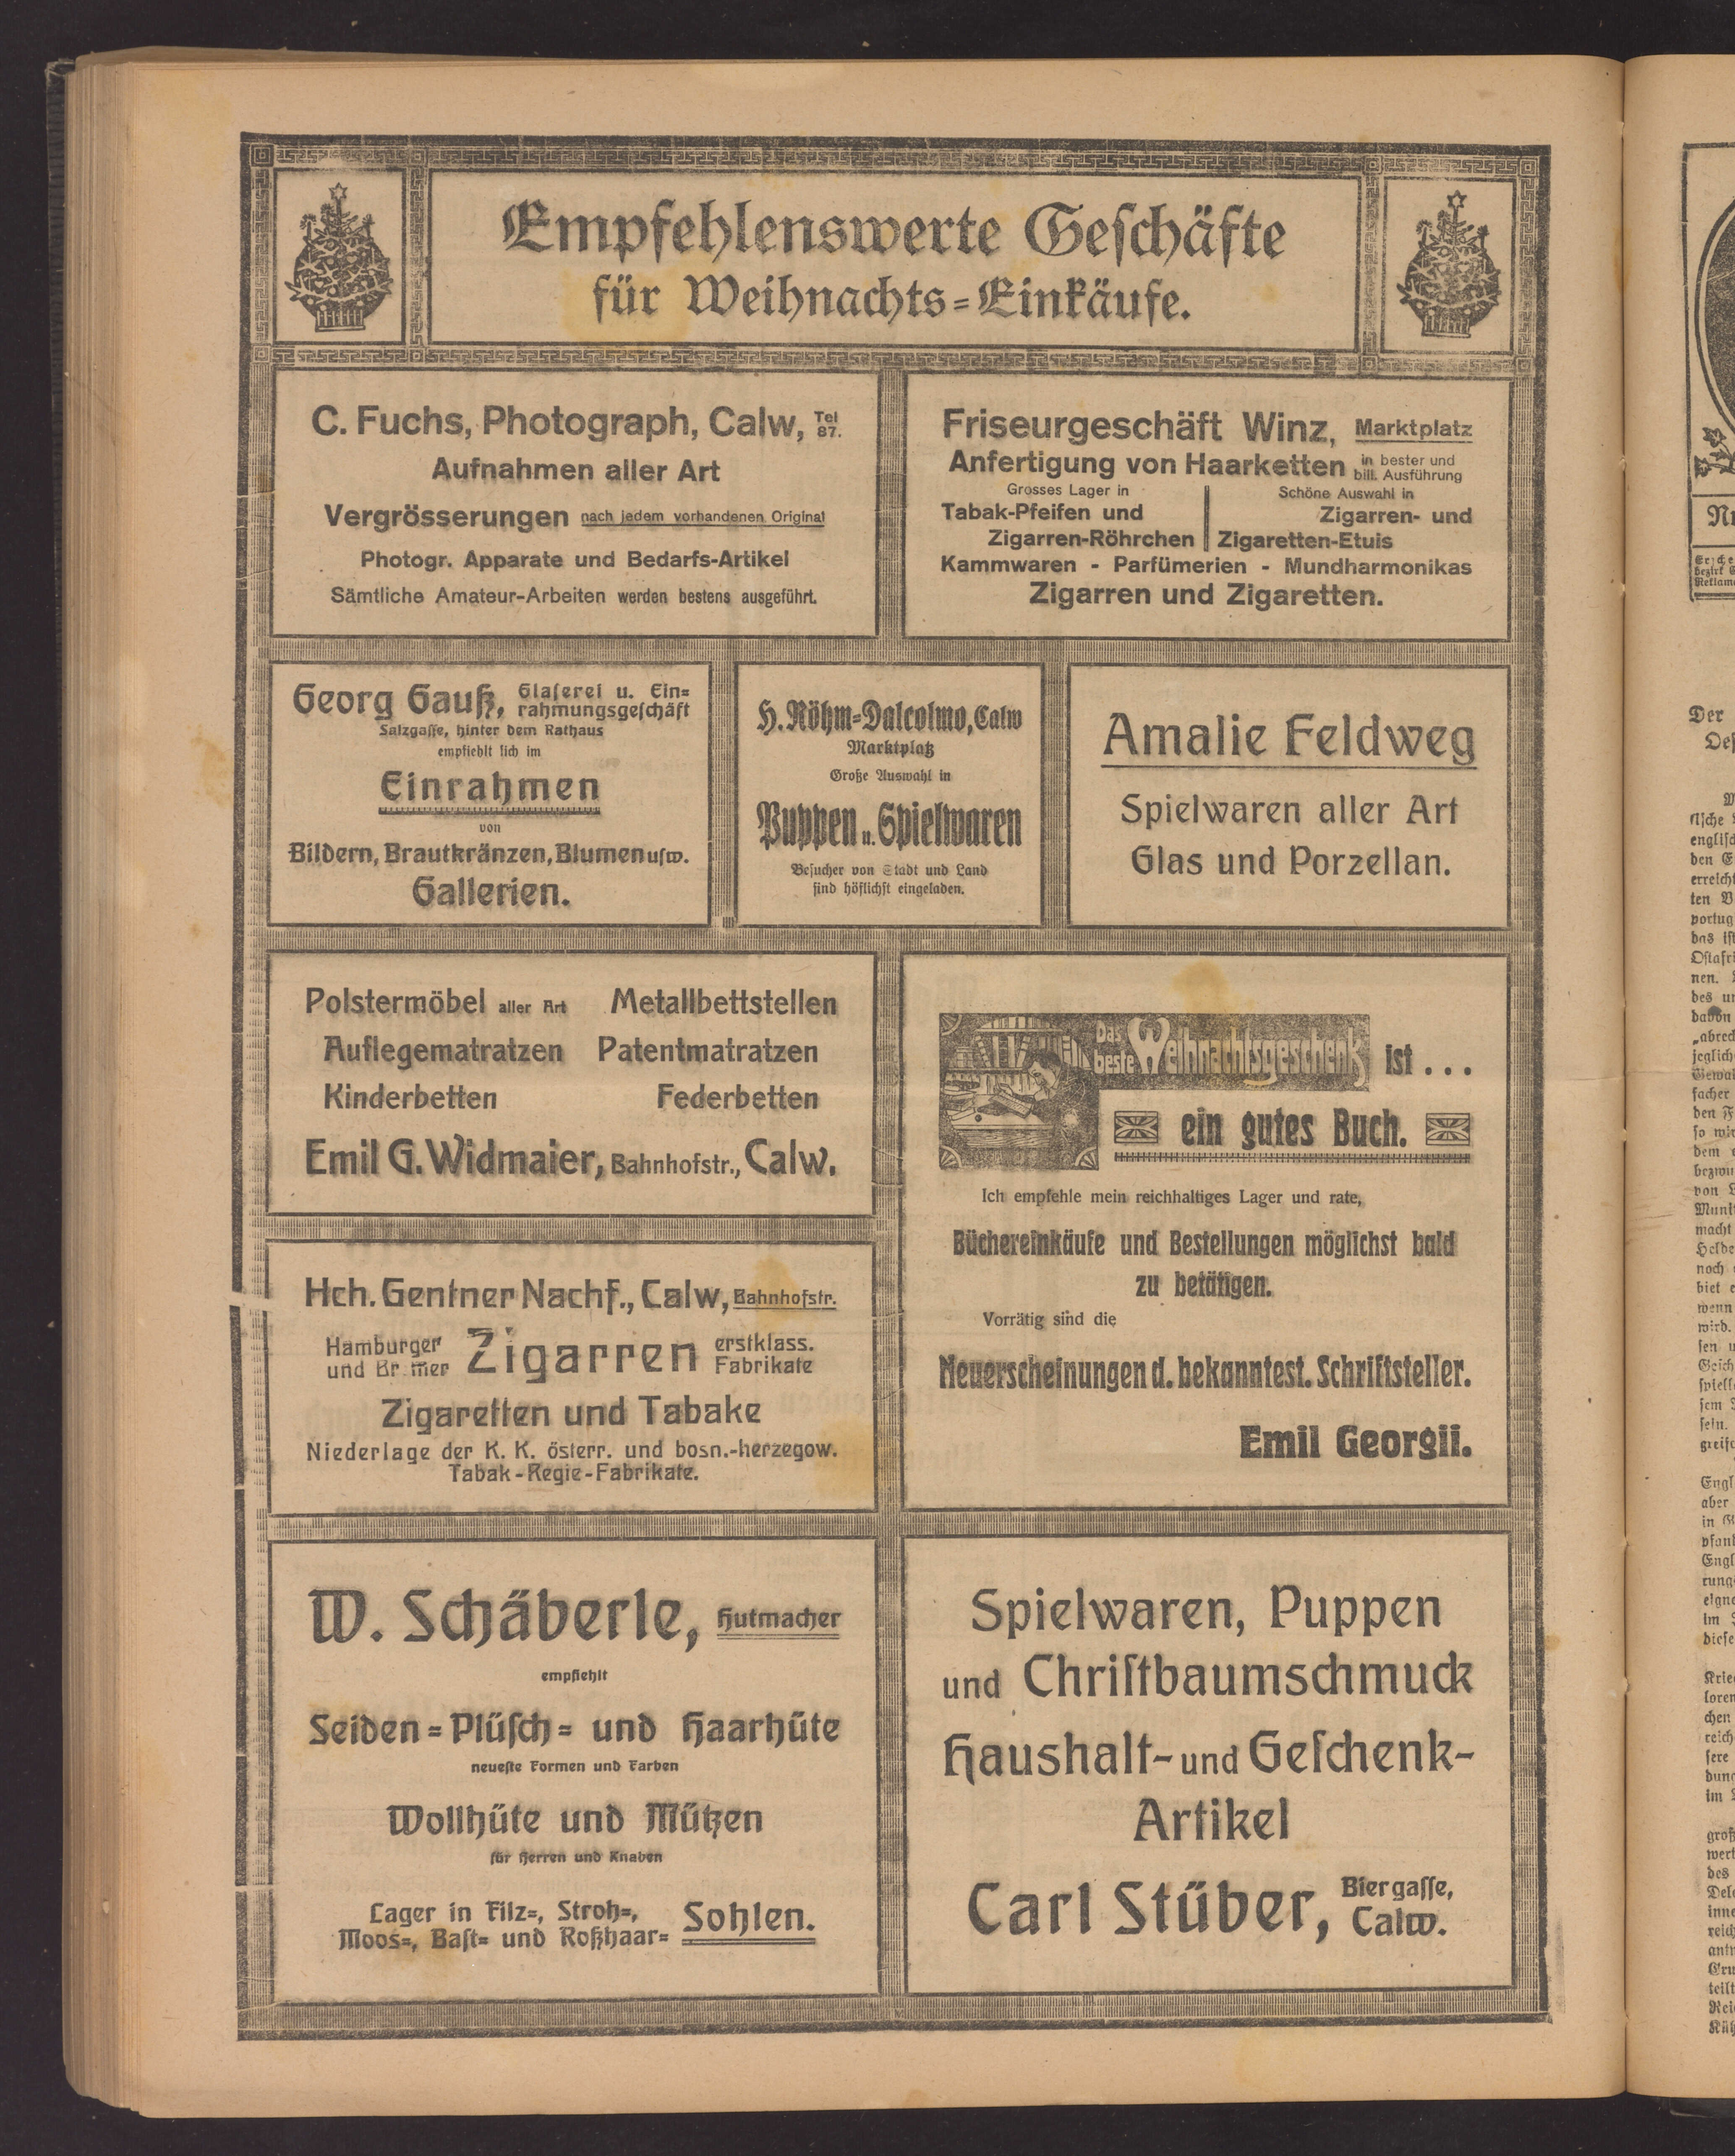 Empfehlenswerte Geschäfte
für Weihnachts-Einkäufe.
C. Fuchs, Photograph, Calw, Tel 87.
Aufnahmen aller Art
Vergrösserungen nach jedem vorhandenen Original
Photogr. Apparate und Bedarfs-Artikel
Sämtliche Amateur-Arbeiten werden bestens ausgeführt.
Friseurgeschäft Winz, Marktplatz
Anfertigung von Haarketten in bester und bill. Ausführung
Grosses Lager in
Tabak-Pfeifen und
Zigarren-Röhrchen
Schöne Auswahl in
Zigarren- und
Zigaretten-Etuis
Kammwaren - Parfümerien - Mundharmonikas
Zigarren und Zigaretten.
Georg Gauß, Glaserei u. Ein-
rahmungsgeschäft
Salzgasse, hinter dem Rathaus
empfiehlt sich im
Einrahmen
von
Bildern, Brautkränzen, Blumen usw.
Gallerien.
H. Röhm-Dalcolmo, Calw
Marktplatz
Große Auswahl in
Puppen u. Spielwaren
Besucher von Stadt und Land
sind höflichst eingeladen.
Amalie Feldweg
Spielwaren aller Art
Glas und Porzellan.
Polstermöbel aller Art Metallbettstellen
Auflegematratzen Patentmatratzen
Kinderbetten Federbetten
Emil G. Widmaier, Bahnhofstr., Calw.
Das beste Weihnachtsgeschenk ist . . .
ein gutes Buch.
Ich empfehle mein reichhaltiges Lager und rate,
Büchereinkäufe und Bestellungen möglichst bald
zu betätigen.
Vorrätig sind die
Neuerscheinungen d. bekanntest. Schriftsteller.
Emil Georgii.
Hch. Gentner Nachf., Calw, Bahnhofstr.
Hamburger
und Br mer
Zigarren
erstklass.
Fabrikate
Zigaretten und Tabake
Niederlage der K. K. österr. und bosn.-herzegow.
Tabak-Regie-Fabrikate.
W. Schäberle, Hutmacher
empfiehlt
Seiden- Plüsch- und Haarhüte
neueste Formen und Farben
Wollhüte und Mützen
für Herren und Knaben
Lager in Filz-, Stroh-,
Moos-, Bast- und Roßhaar-
Sohlen.
Spielwaren, Puppen
und Christbaumschmuck
Haushalt- und Geschenk-
Artikel
Carl Stüber, Biergasse,
Calw.